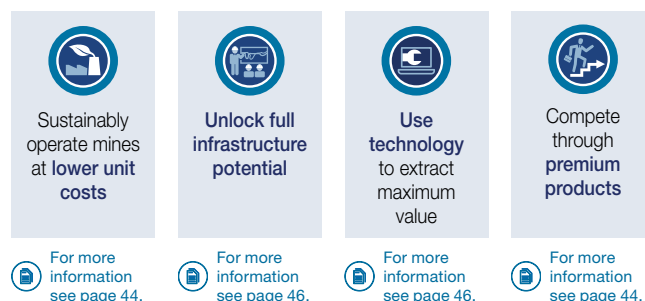 Sustainably
operate mines
at lower unit
costs
Unlock full
infrastructure
potential
Use
technology
to extract
maximum
value
Compete
through
premium
products
For more
information
see page 44.
For more
information
see page 46.
For more
information
see page 46.
For more
information
see page 44.